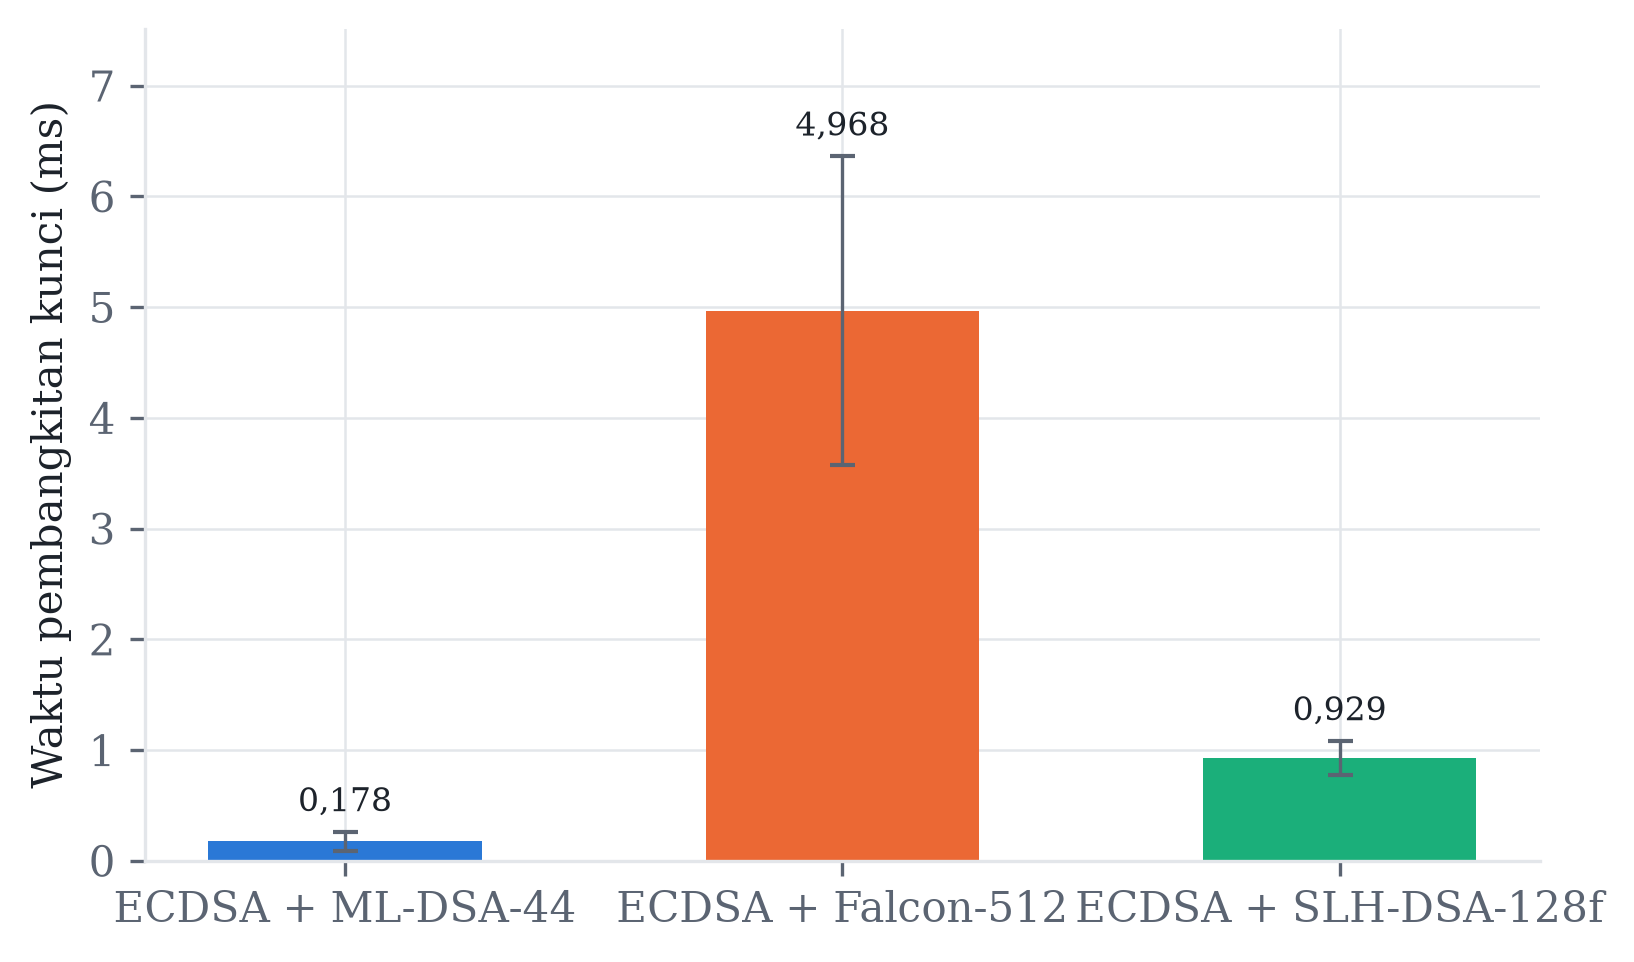 Waktu pembangkitan kunci (ms)
7
6
5
4
3
2
1
0
0,178
4,968
0,929
ECDSA + ML-DSA-44
ECDSA + Falcon-512
ECDSA + SLH-DSA-128f